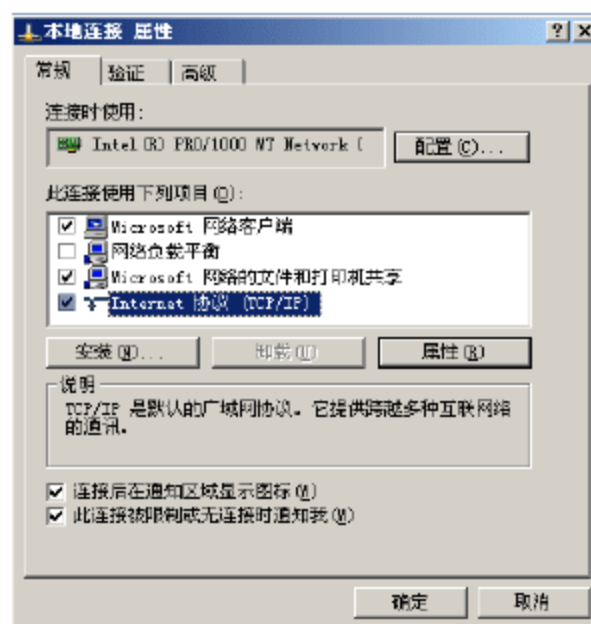 本地连接 属性
常规 验证 高级
连接时使用:
Intel(R) PRO/1000 MT Network (
配置(C)...
此连接使用下列项目(O):
Microsoft 网络客户端
网络负载平衡
Microsoft 网络的文件和打印机共享
Internet 协议 (TCP/IP)
安装(N)... 卸载(U) 属性(R)
说明
TCP/IP 是默认的广域网协议。它提供跨越多种互联网络
的通讯。
连接后在通知区域显示图标(W)
此连接被限制或无连接时通知我(M)
确定 取消